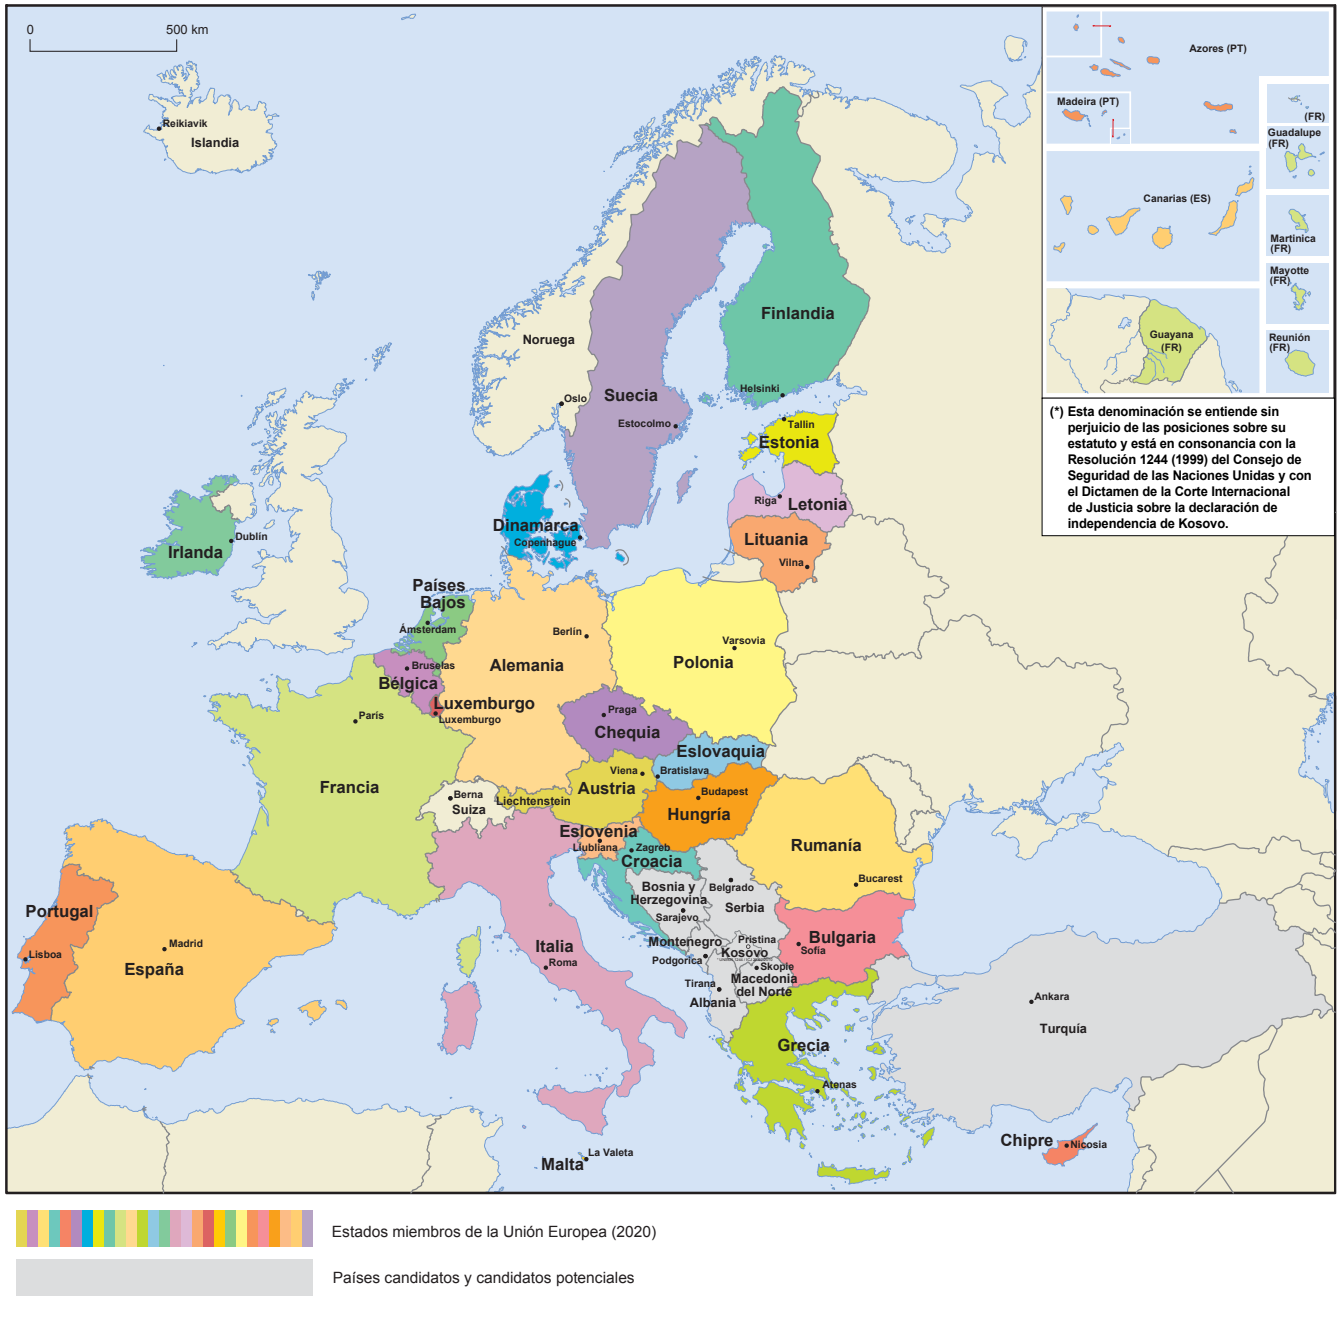 0
500 km
Reikiavik
Islandia
Azores (PT)
Madeira (PT)
(FR)
Guadalupe
(FR)
Canarias (ES)
Martinica
(FR)
Mayotte
(FR)
Guayana
(FR)
Reunión
(FR)
(*) Esta denominación se entiende sin
perjuicio de las posiciones sobre su
estatuto y está en consonancia con la
Resolución 1244 (1999) del Consejo de
Seguridad de las Naciones Unidas y con
el Dictamen de la Corte Internacional
de Justicia sobre la declaración de
independencia de Kosovo.
Finlandia
Noruega
Helsinki
Suecia
Oslo
Estocolmo
Tallin
Estonia
Riga
Letonia
Dinamarca
Copenhague
Lituania
Vilna
Dublín
Irlanda
Países
Bajos
Ámsterdam
Berlín
Varsovia
Polonia
Alemania
Bruselas
Bélgica
Luxemburgo
Luxemburgo
París
Praga
Chequia
Eslovaquia
Bratislava
Viena
Austria
Francia
Berna
Suiza
Liechtenstein
Budapest
Hungría
Eslovenia
Liubliana
Zagreb
Croacia
Rumanía
Bucarest
Belgrado
Serbia
Bosnia y
Herzegovina
Sarajevo
Portugal
Lisboa
Madrid
España
Italia
Roma
Montenegro
Podgorica
Pristina
Kosovo
Bulgaria
Sofía
Skopie
Macedonia
del Norte
Tirana
Albania
Ankara
Turquía
Grecia
Atenas
Chipre
Nicosia
La Valeta
Malta
Estados miembros de la Unión Europea (2020)
Países candidatos y candidatos potenciales